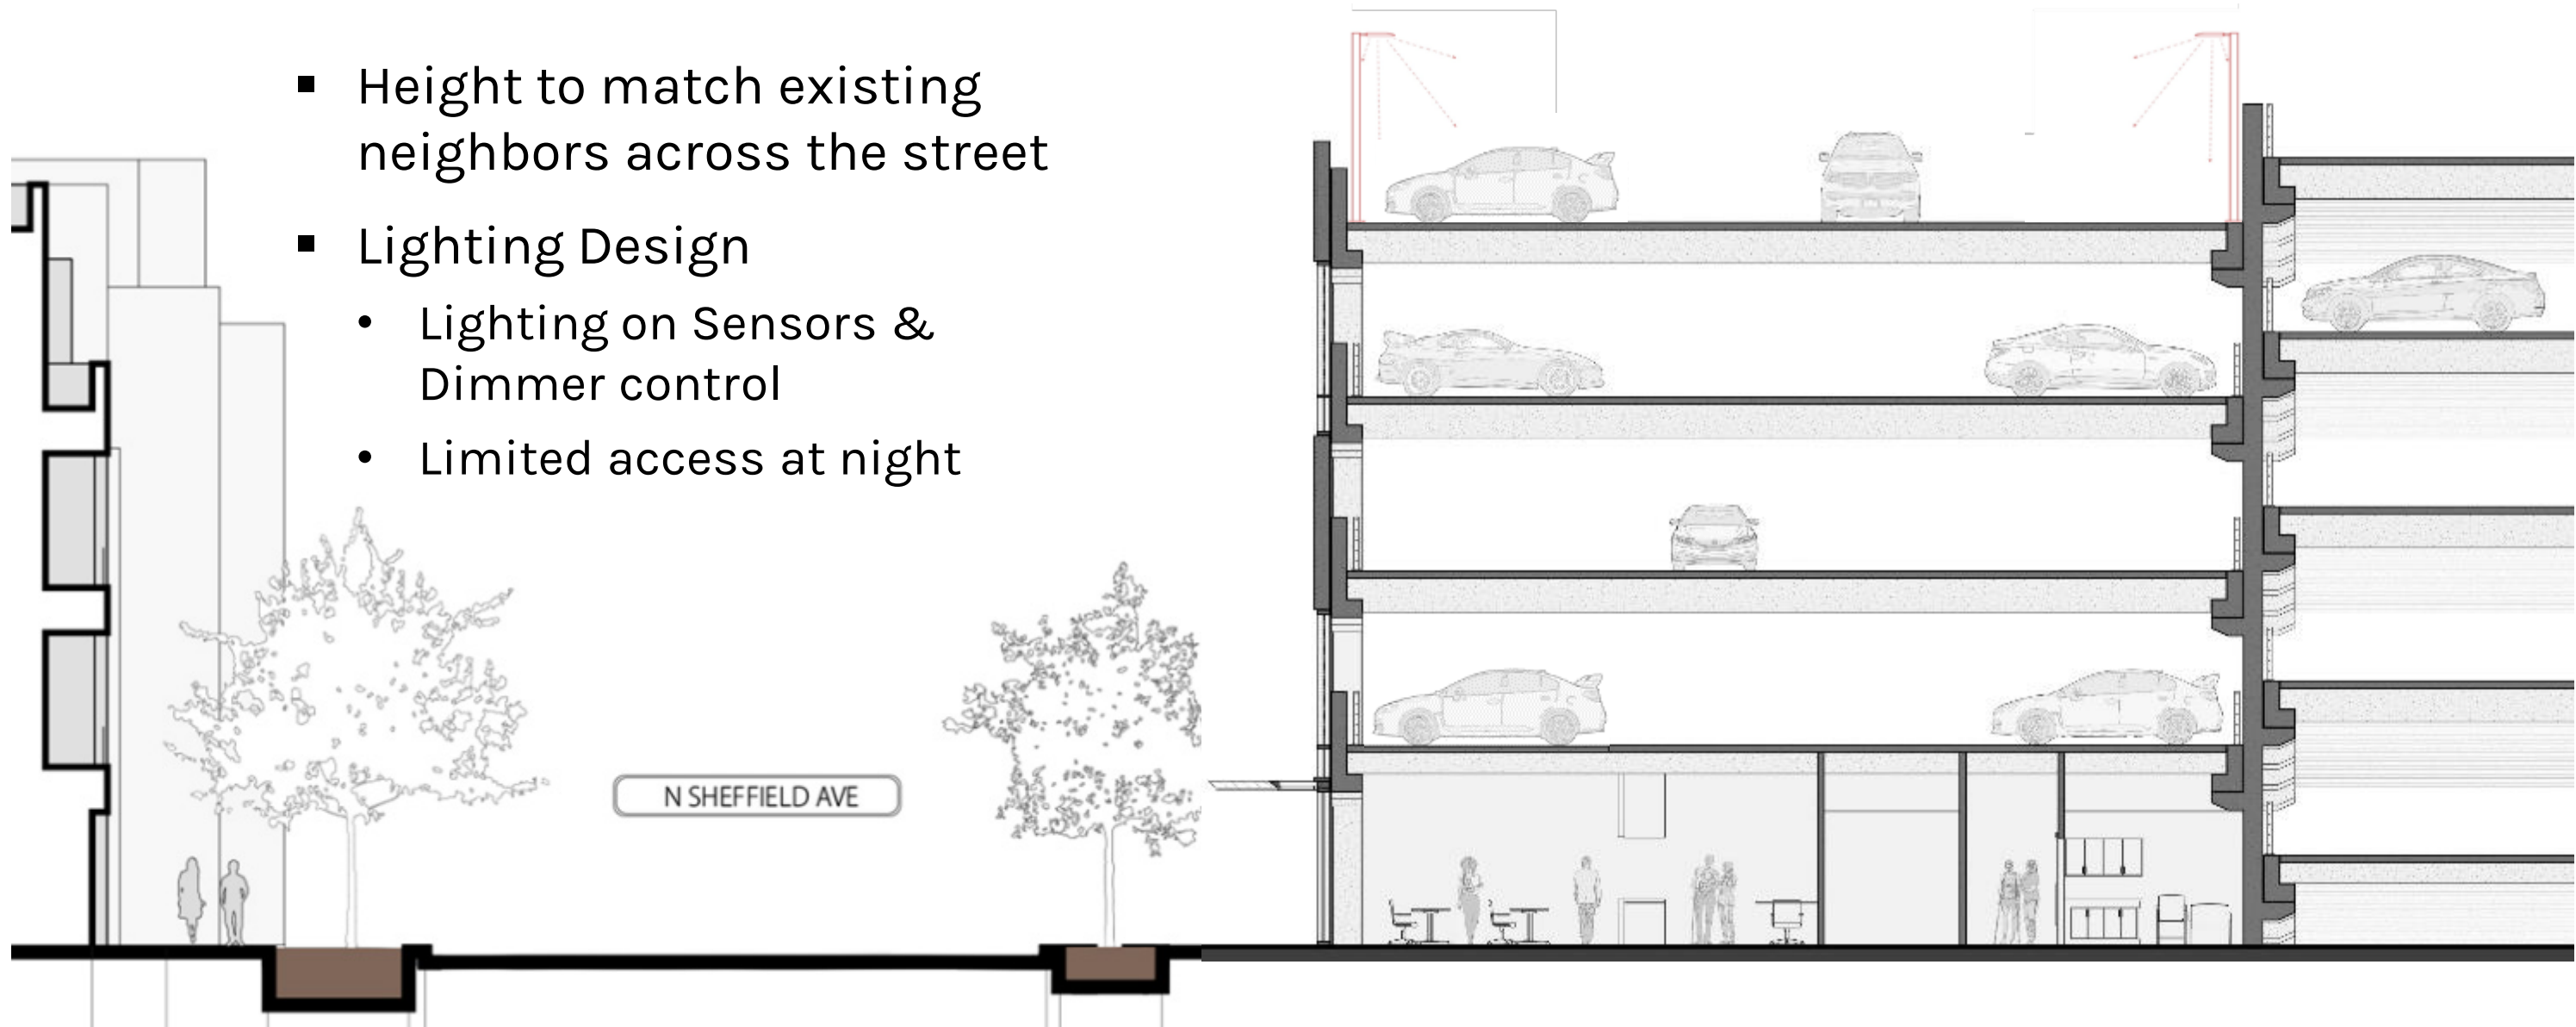 ▪ Height to match existing
neighbors across the street
▪ Lighting Design
• Lighting on Sensors &
Dimmer control
• Limited access at night
N SHEFFIELD AVE